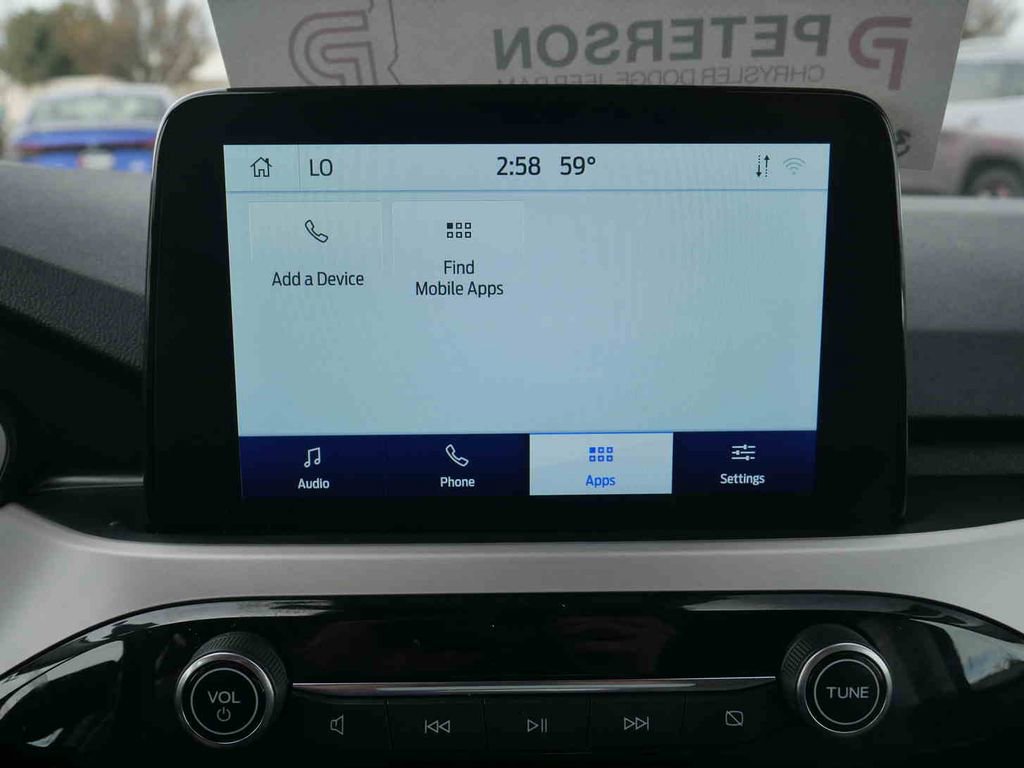 PETERSON
CHRYSLER DODGE JEEP RAM
LO 2:58 59°
Add a Device
Find
Mobile Apps
Audio Phone Apps Settings
VOL TUNE